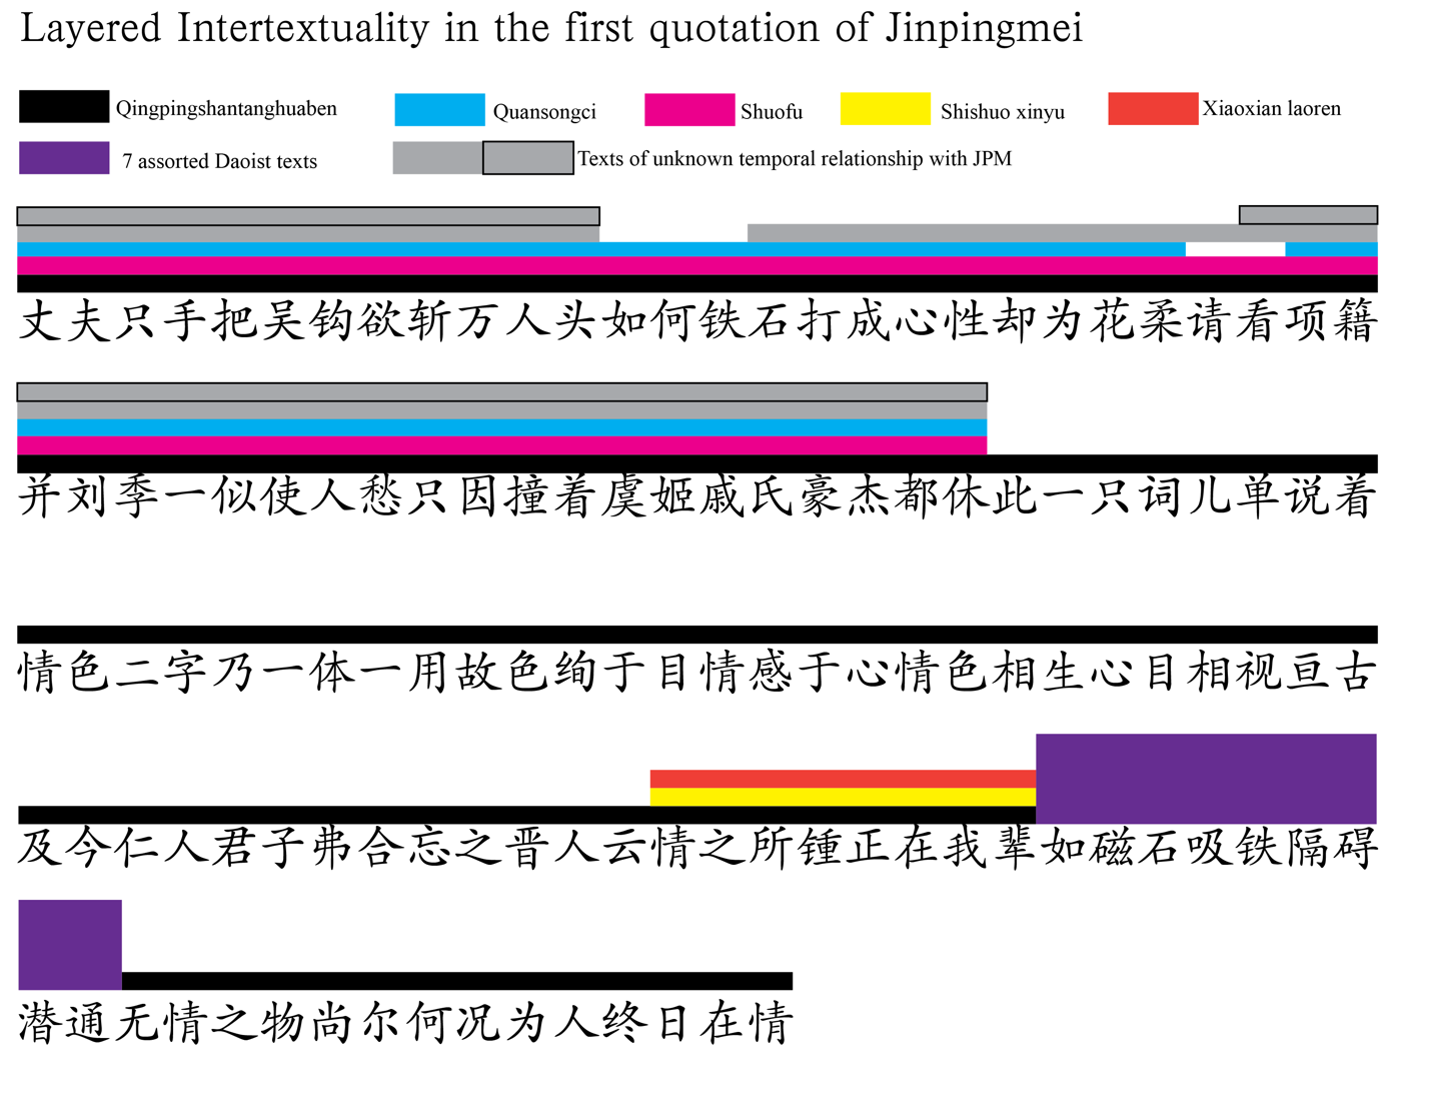 Layered Intertextuality in the first quotation of Jinpingmei
Qingpingshantanghuaben Quansongci Shuofu Shishuo xinyu Xiaoxian laoren
7 assorted Daoist texts Texts of unknown temporal relationship with JPM
丈夫只手把吴钩欲斩万人头如何铁石打成心性却为花柔请看项籍
并刘季一似使人愁只因撞着虞姬戚氏豪杰都休此一只词儿单说着
情色二字乃一体一用故色绚于目情感于心情色相生心目相视亘古
及今仁人君子弗合忘之晋人云情之所锺正在我辈如磁石吸铁隔碍
潜通无情之物尚尔何况为人终日在情